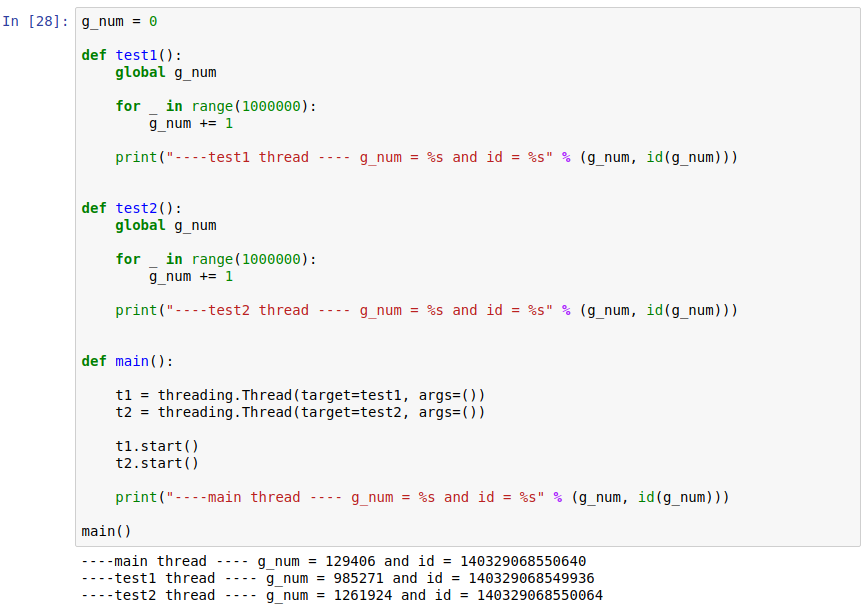 In [28]: g_num = 0
def test1():
global g_num
for _ in range(1000000):
g_num += 1
print("----test1 thread ---- g_num = %s and id = %s" % (g_num, id(g_num)))
def test2():
global g_num
for _ in range(1000000):
g_num += 1
print("----test2 thread ---- g_num = %s and id = %s" % (g_num, id(g_num)))
def main():
t1 = threading.Thread(target=test1, args=())
t2 = threading.Thread(target=test2, args=())
t1.start()
t2.start()
print("----main thread ---- g_num = %s and id = %s" % (g_num, id(g_num)))
main()
----main thread ---- g_num = 129406 and id = 140329068550640
----test1 thread ---- g_num = 985271 and id = 140329068549936
----test2 thread ---- g_num = 1261924 and id = 140329068550064